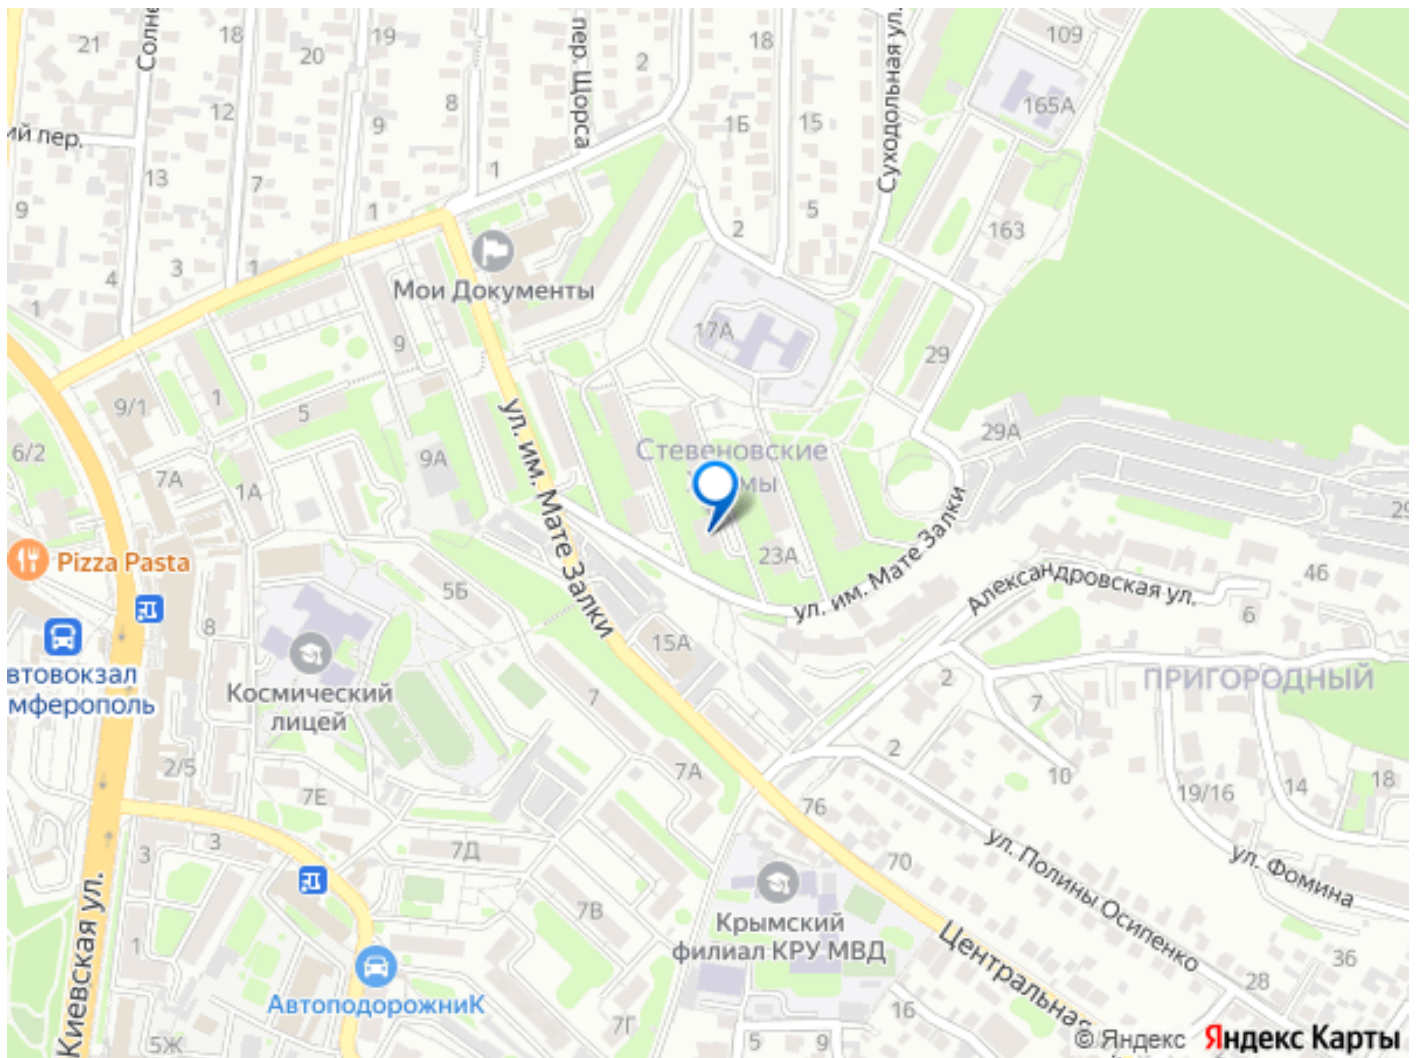 21
Солне
18
20
19
пер. Щорса
2
18
Суходольная ул.
109
165А
12
9
8
1Б
15
ий пер.
13
7
1
9
1
5
2
163
4
3
1
1
Мои Документы
17А
9
29
9/1
1
5
6/2
7А
1А
9А
ул. им. Мате Залки
Стевеновские
мы
29А
29
23А
ул. им. Мате Залки
Александровская ул.
46
6
Pizza Pasta
5Б
8
15А
втовокзал
мферополь
Космический
лицей
2
ПРИГОРОДНЫЙ
7
7
2
10
2/5
7Е
7А
76
19/16
14
18
3
3
7Д
70
ул. Полины Осипенко
ул. Фомина
7В
Крымский
филиал КРУ МВД
Центральная
1
Киевская ул.
36
28
АвтоподорожниК
7Г
16
5Ж
5
9
© Яндекс Яндекс Карты